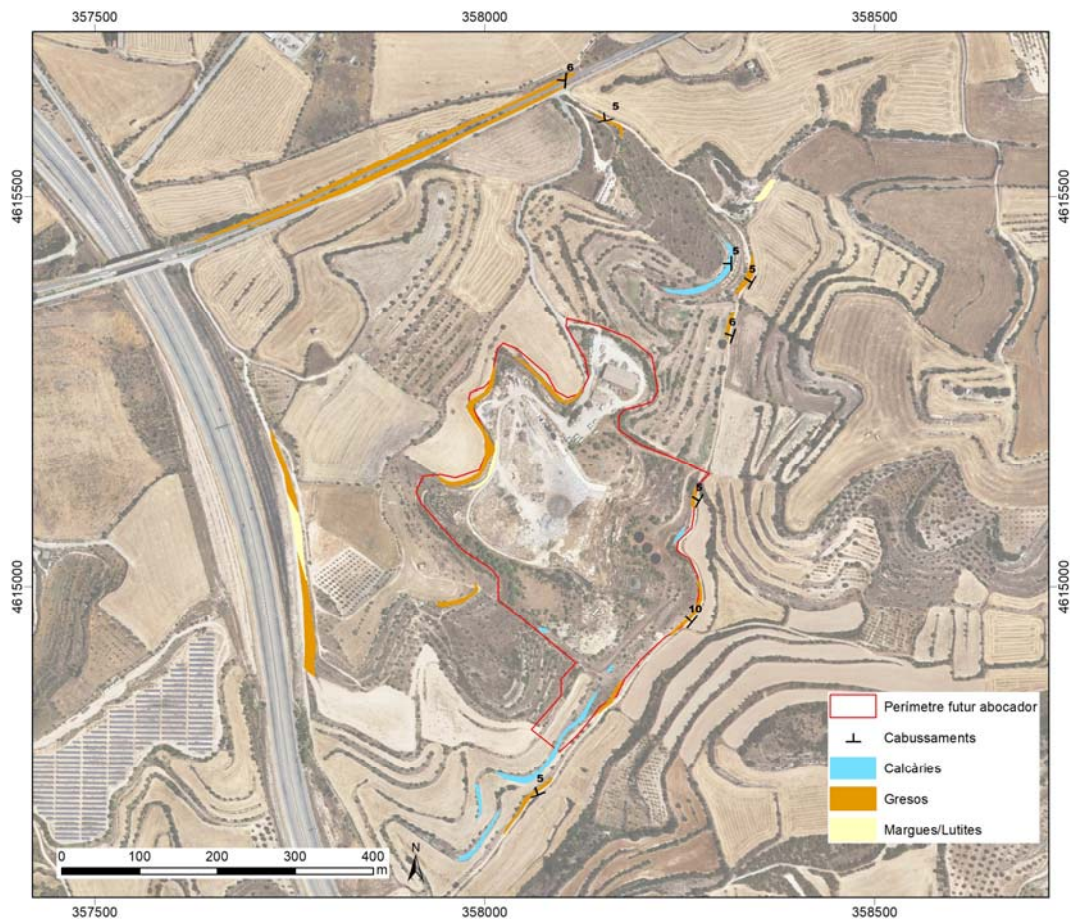 357500 358000 358500
6
5
4615500 4615500
5
5
6
5
4615000 4615000
10
Perímetre futur abocador
Cabussaments
Calcàries
5
Gresos
Margues/Lutites
0 100 200 300 400
m
N
357500 358000 358500